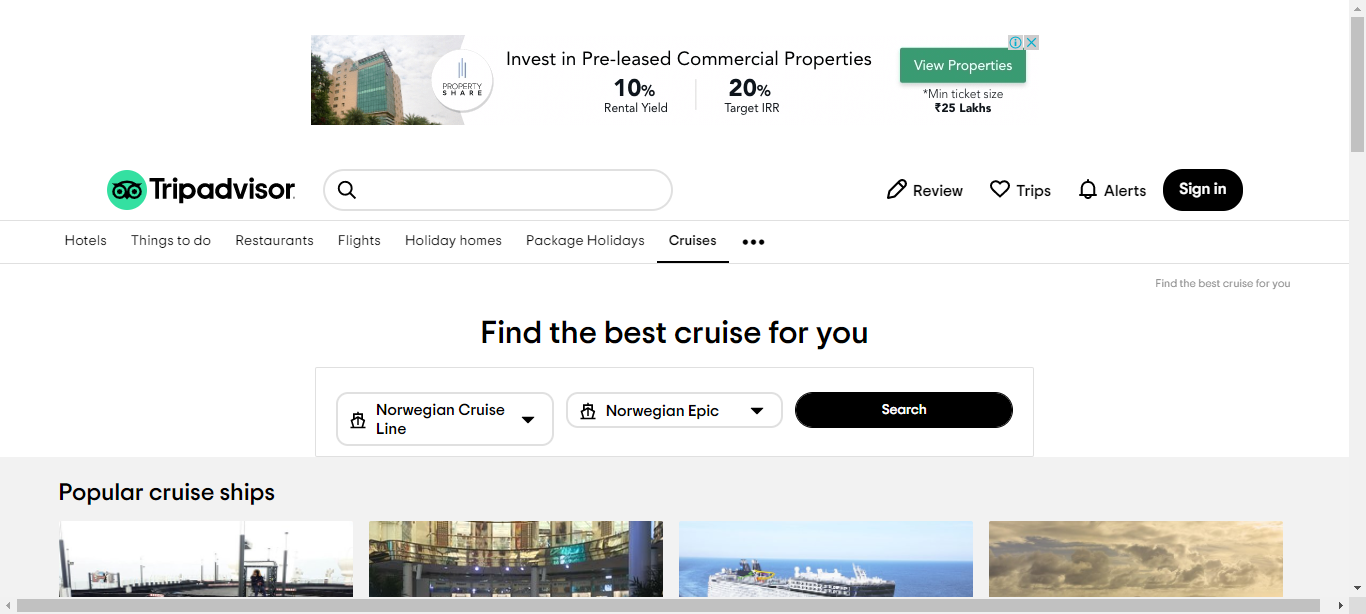 Invest in Pre-leased Commercial Properties
PROPERTY
SHARE
10%
Rental Yield
20%
Target IRR
View Properties
*Min ticket size
₹25 Lakhs
Tripadvisor
Review
Trips
Alerts
Sign in
Hotels
Things to do
Restaurants
Flights
Holiday homes
Package Holidays
Cruises
Find the best cruise for you
Find the best cruise for you
Norwegian Cruise
Line
Norwegian Epic
Search
Popular cruise ships